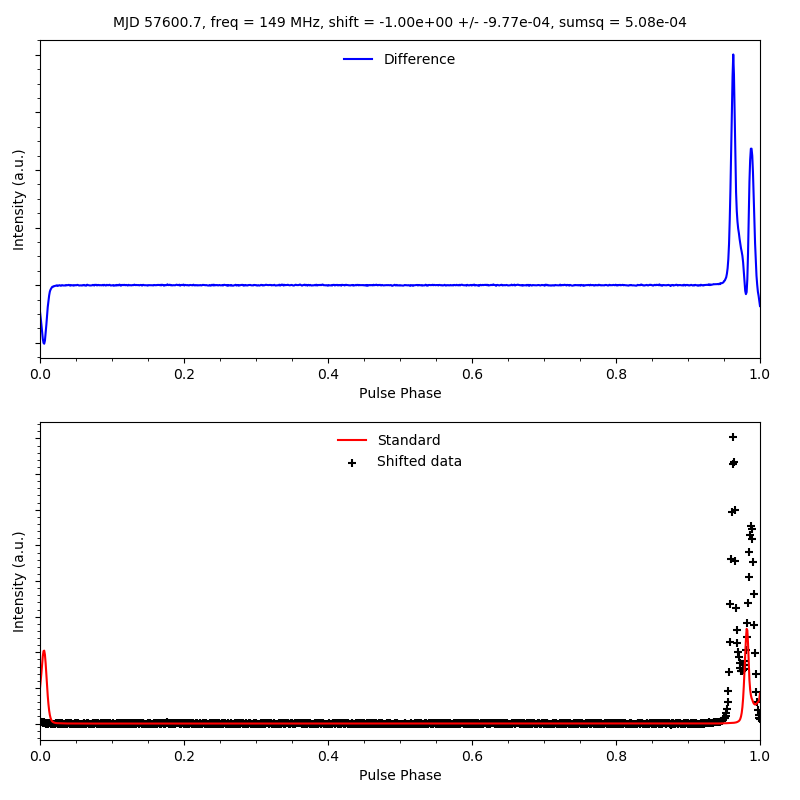 MJD 57600.7, freq = 149 MHz, shift = -1.00e+00 +/- -9.77e-04, sumsq = 5.08e-04
Difference
Intensity (a.u.)
0.0 0.2 0.4 0.6 0.8 1.0
Pulse Phase
Standard
Shifted data
Intensity (a.u.)
0.0 0.2 0.4 0.6 0.8 1.0
Pulse Phase